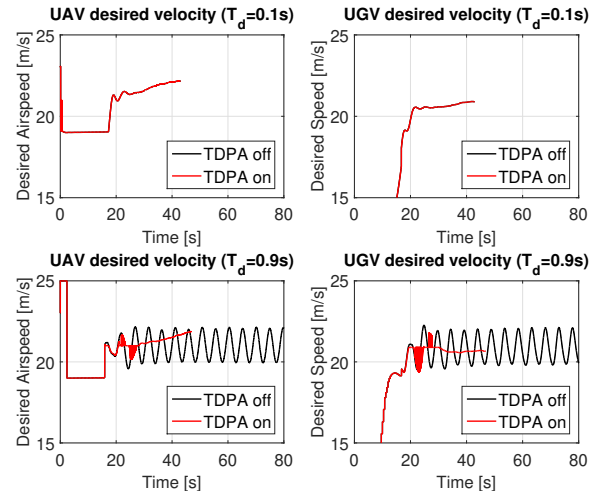 UAV desired velocity (T_d=0.1s)
Desired Airspeed [m/s]
25
20
15
0 20 40 60 80
Time [s]
TDPA off
TDPA on
UGV desired velocity (T_d=0.1s)
Desired Speed [m/s]
25
20
15
0 20 40 60 80
Time [s]
TDPA off
TDPA on
UAV desired velocity (T_d=0.9s)
Desired Airspeed [m/s]
25
20
15
0 20 40 60 80
Time [s]
TDPA off
TDPA on
UGV desired velocity (T_d=0.9s)
Desired Speed [m/s]
25
20
15
0 20 40 60 80
Time [s]
TDPA off
TDPA on